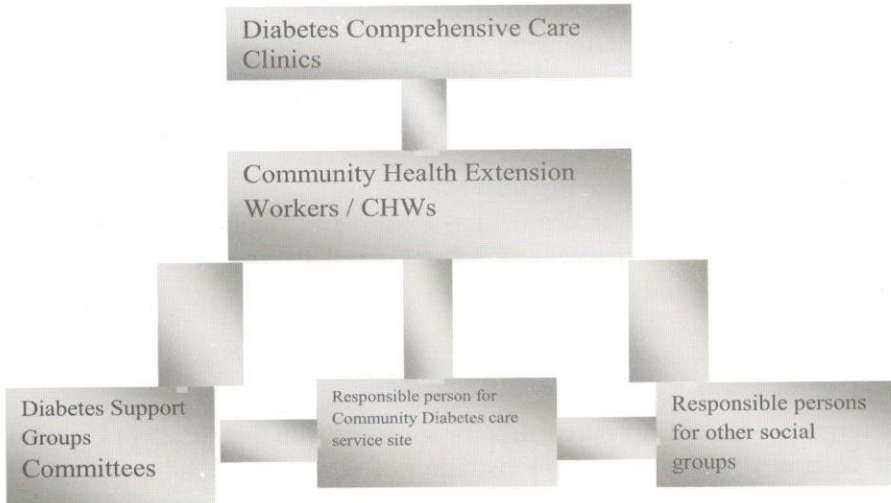 Diabetes Comprehensive Care
Clinics
Community Health Extension
Workers / CHWs
Diabetes Support
Groups
Committees
Responsible person for
Community Diabetes care
service site
Responsible persons
for other social
groups